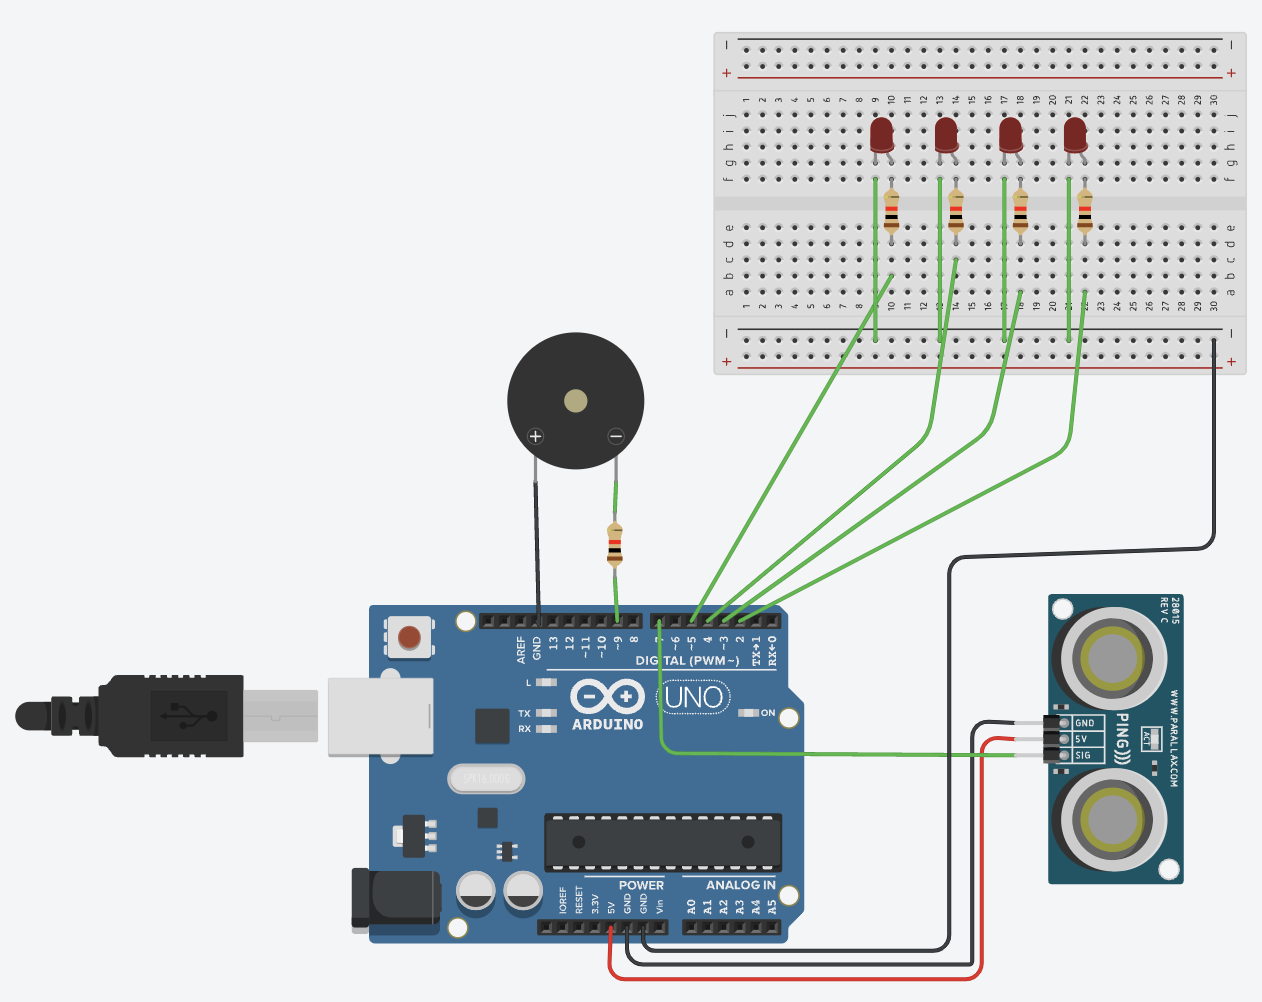 − −
+ +
1 2 3 4 5 6 7 8 9 10 11 12 13 14 15 16 17 18 19 20 21 22 23 24 25 26 27 28 29 30
j j
i i
h h
g g
f f
e e
d d
c c
b b
a a
1 2 3 4 5 6 7 8 9 10 11 12 13 14 15 16 17 18 19 20 21 22 23 24 25 26 27 28 29 30
− −
+ +
+ −
AREF
GND
13
12
~11
~10
~9
8
7
~6
~5
4
~3
2
TX→1
RX←0
DIGITAL (PWM~)
L
TX
RX
ARDUINO
UNO
ON
POWER
ANALOG IN
IOREF
RESET
3.3V
5V
GND
GND
Vin
A0
A1
A2
A3
A4
A5
28015
REV C
GND
5V
SIG
PING)))
ACT
WWW.PARALLAX.COM